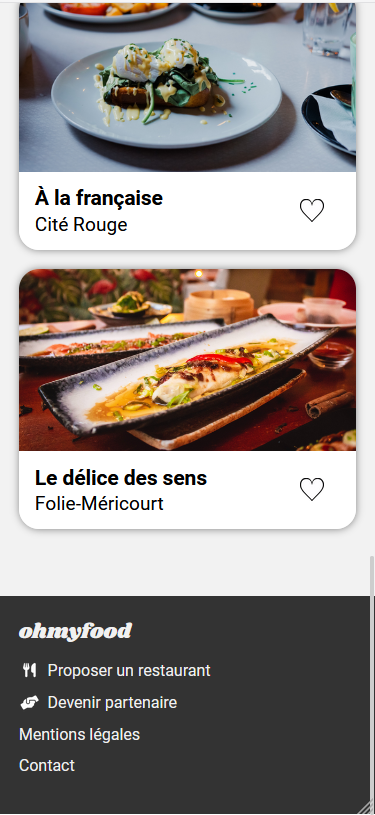 À la française
Cité Rouge
Le délice des sens
Folie-Méricourt
ohmyfood
Proposer un restaurant
Devenir partenaire
Mentions légales
Contact